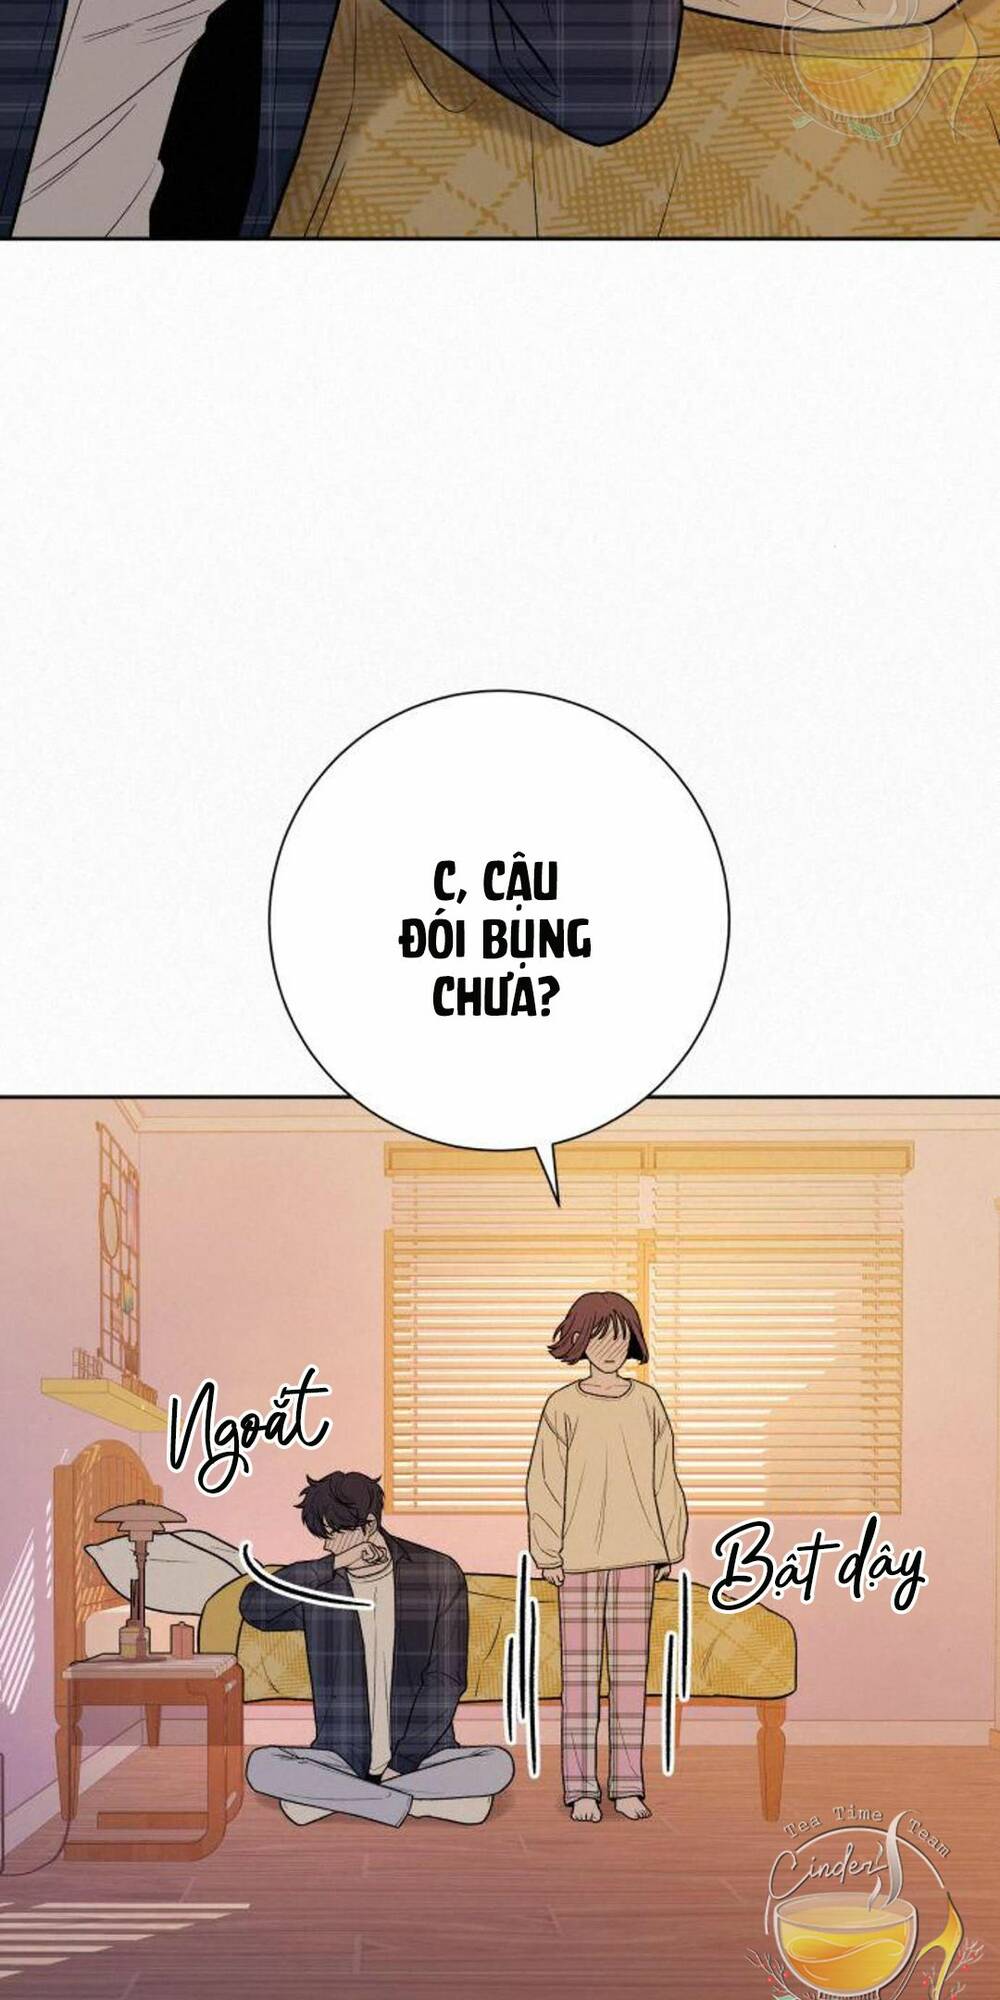 C, CẬU
ĐÓI BỤNG
CHƯA?
Ngoắt
Bật dậy
Tea Time Team
Cinder